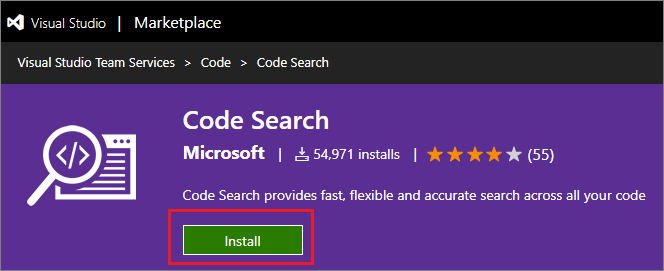 Visual Studio | Marketplace
Visual Studio Team Services > Code > Code Search
</>
Code Search
Microsoft | 54,971 installs | (55)
Code Search provides fast, flexible and accurate search across all your code
Install